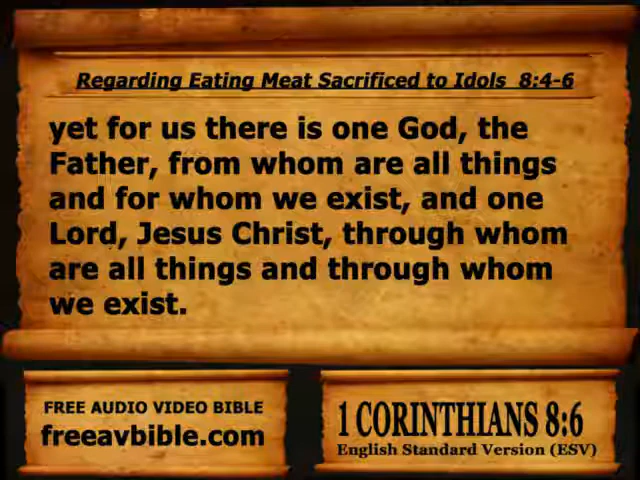 Regarding Eating Meat Sacrificed to Idols 8:4-6
yet for us there is one God, the
Father, from whom are all things
and for whom we exist, and one
Lord, Jesus Christ, through whom
are all things and through whom
we exist.
FREE AUDIO VIDEO BIBLE
freeavbible.com
1 CORINTHIANS 8:6
English Standard Version (ESV)